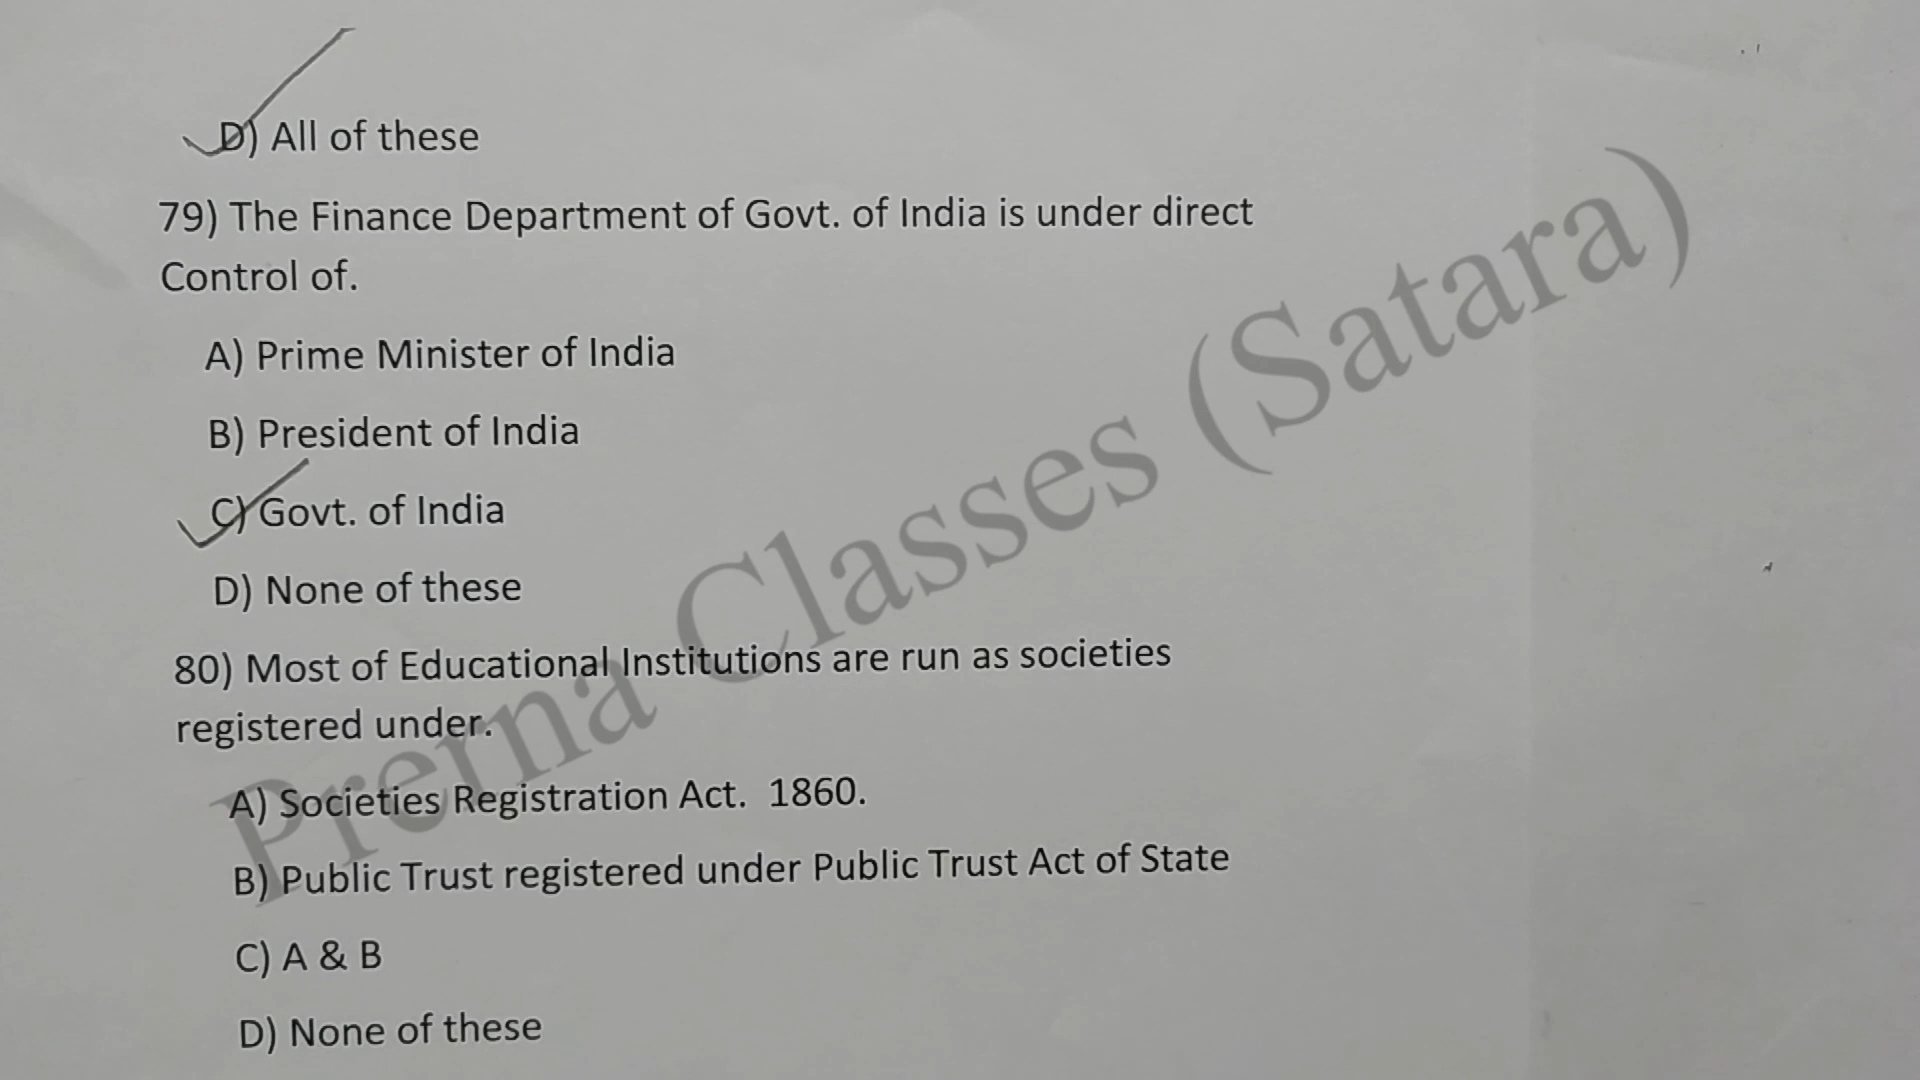 D) All of these
79) The Finance Department of Govt. of India is under direct
Control of.
A) Prime Minister of India
B) President of India
C) Govt. of India
D) None of these
80) Most of Educational Institutions are run as societies
registered under.
A) Societies Registration Act.  1860.
B) Public Trust registered under Public Trust Act of State
C) A & B
D) None of these
Prerna Classes (Satara)